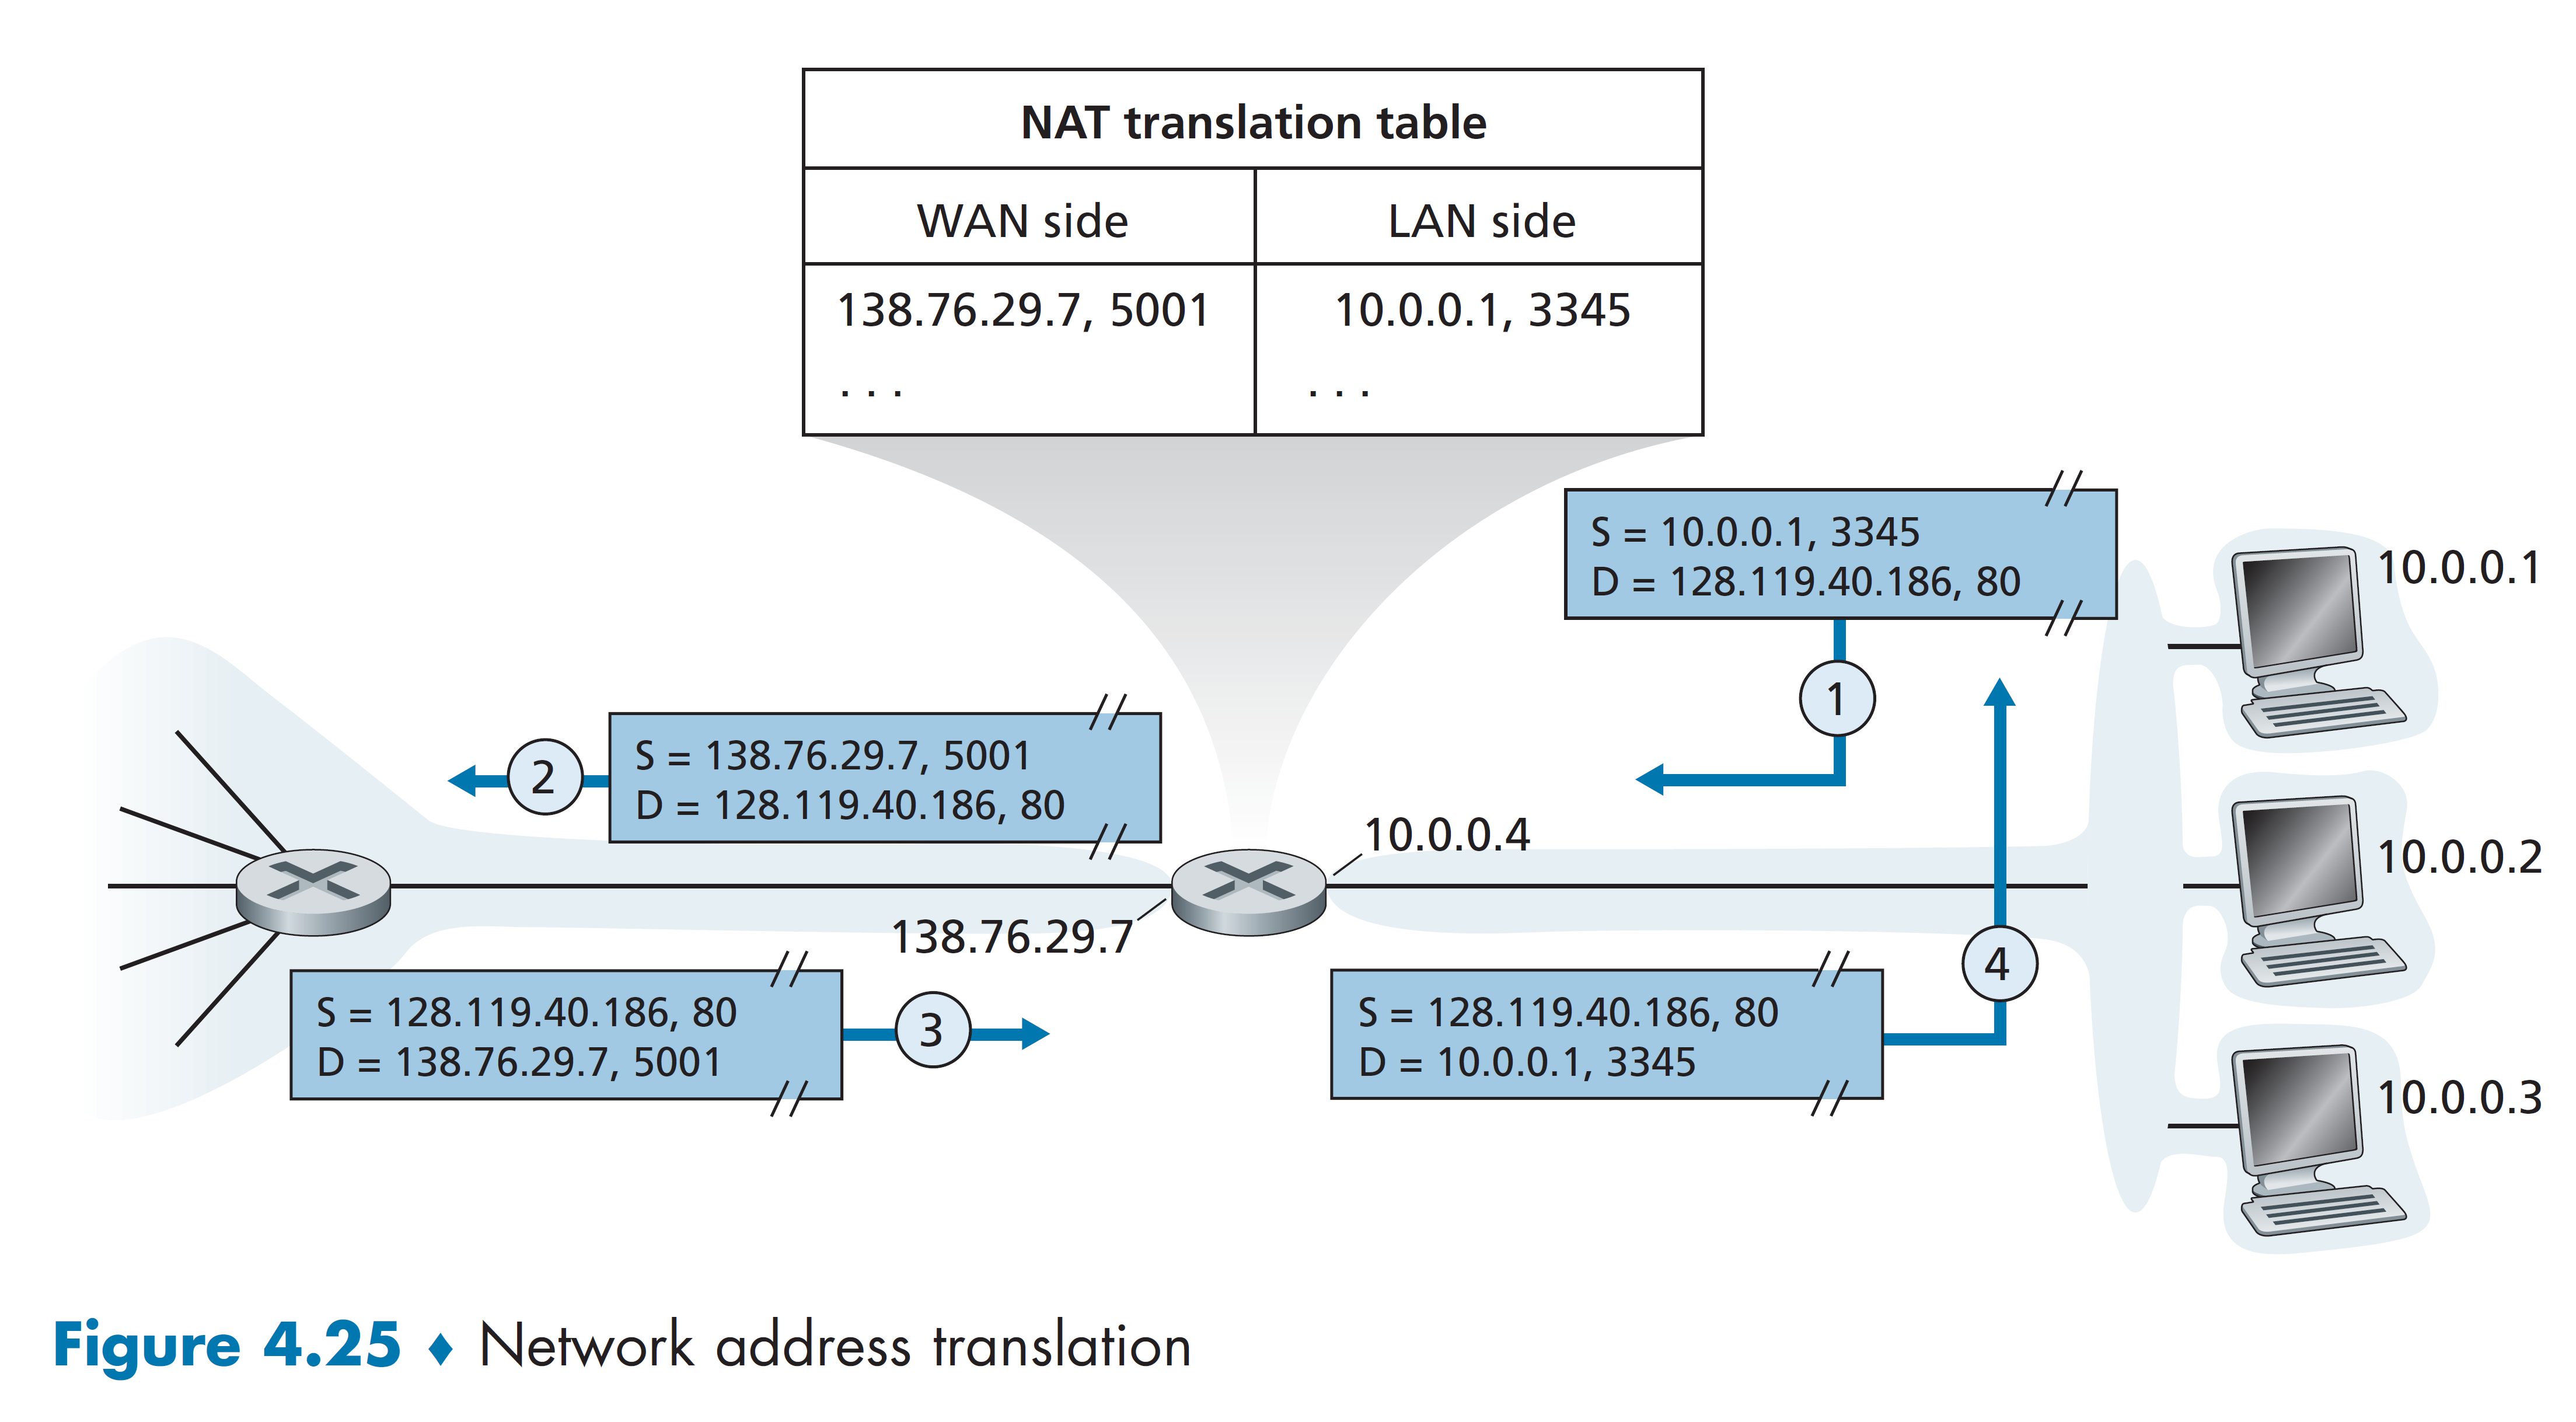 NAT translation table
WAN side LAN side
138.76.29.7, 5001 10.0.0.1, 3345
. . . . . .
S = 10.0.0.1, 3345
D = 128.119.40.186, 80
10.0.0.1
1
S = 138.76.29.7, 5001
D = 128.119.40.186, 80
2
10.0.0.4
10.0.0.2
138.76.29.7
S = 128.119.40.186, 80
D = 138.76.29.7, 5001
3
S = 128.119.40.186, 80
D = 10.0.0.1, 3345
4
10.0.0.3
Figure 4.25 ♦ Network address translation